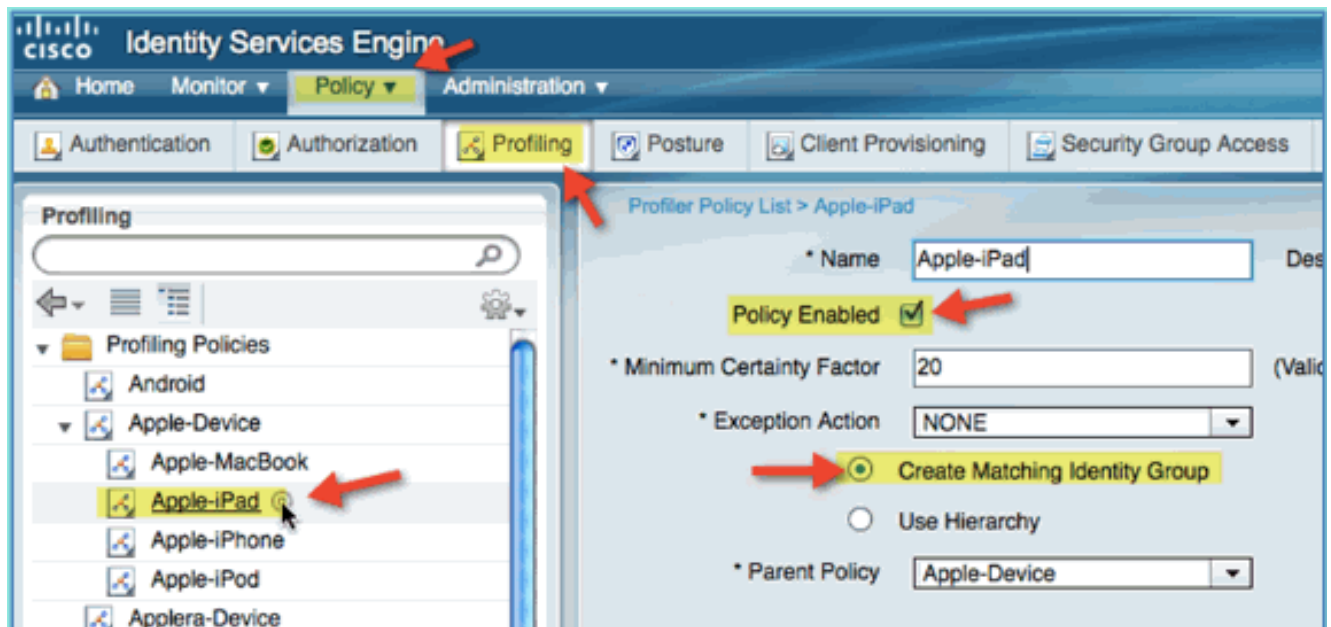 CISCO Identity Services Engine
Home Monitor Policy Administration
Authentication Authorization Profiling Posture Client Provisioning Security Group Access
Profiling
Profiling Policies
Android
Apple-Device
Apple-MacBook
Apple-iPad
Apple-iPhone
Apple-iPod
Applera-Device
Profiler Policy List > Apple-iPad
* Name Apple-iPad Des
Policy Enabled
* Minimum Certainty Factor 20 (Valid
* Exception Action NONE
Create Matching Identity Group
Use Hierarchy
* Parent Policy Apple-Device